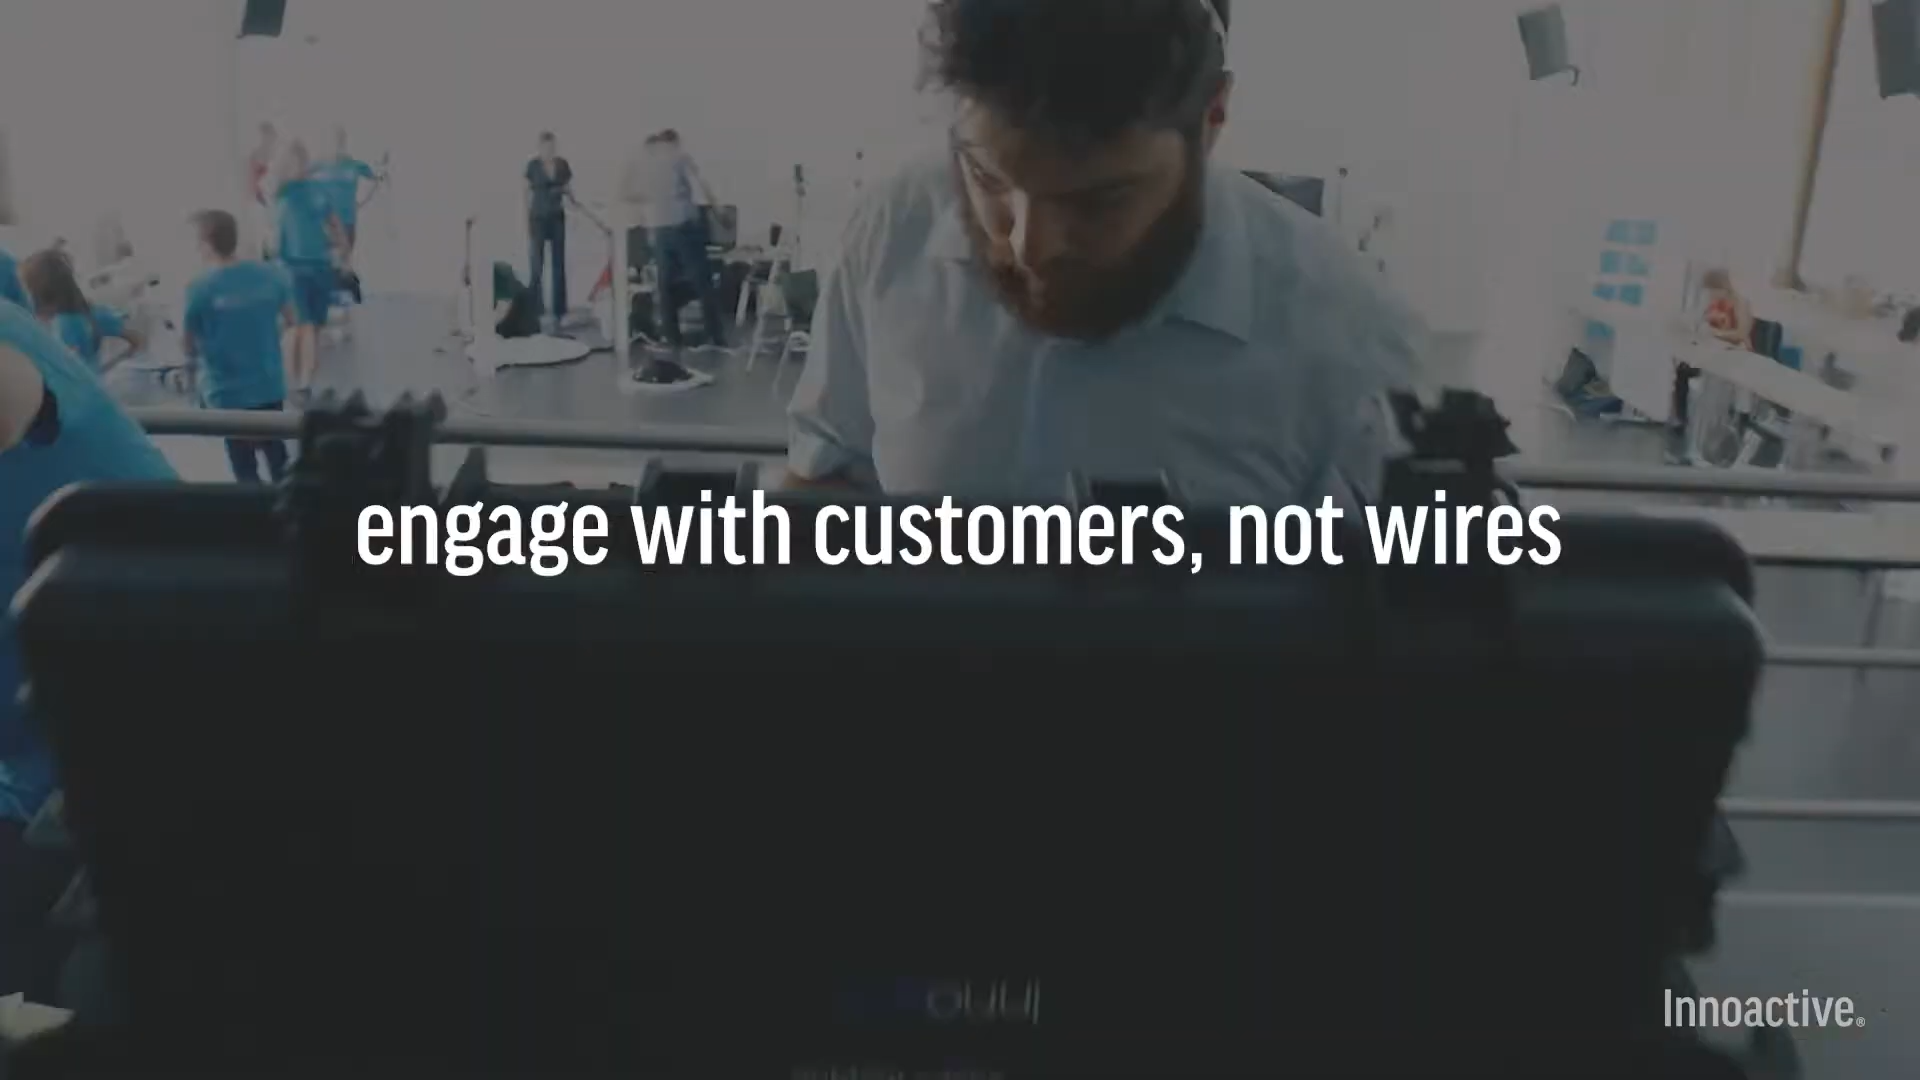 engage with customers, not wires
Innoactive®